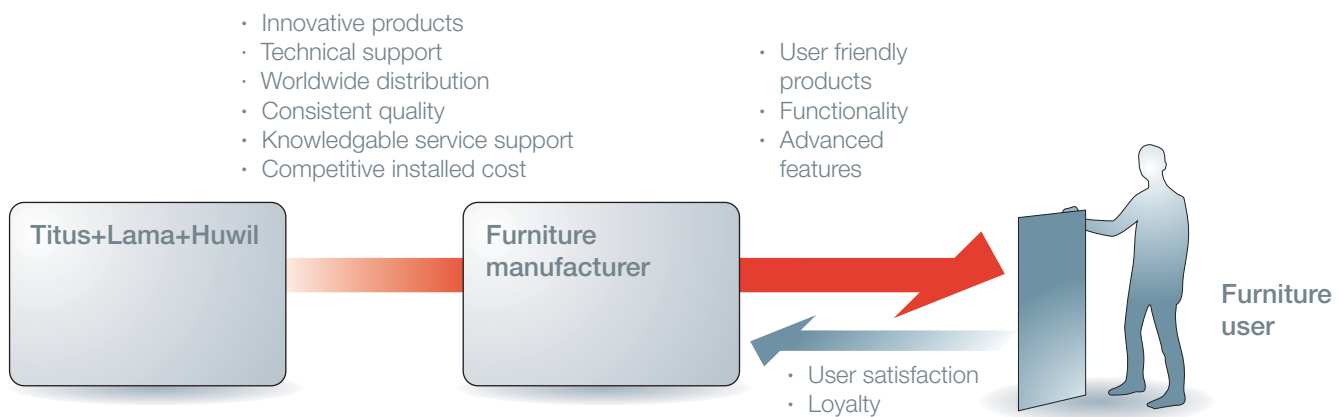 · Innovative products
· Technical support
· Worldwide distribution
· Consistent quality
· Knowledgable service support
· Competitive installed cost
· User friendly
products
· Functionality
· Advanced
features
Titus+Lama+Huwil
Furniture
manufacturer
Furniture
user
· User satisfaction
· Loyalty